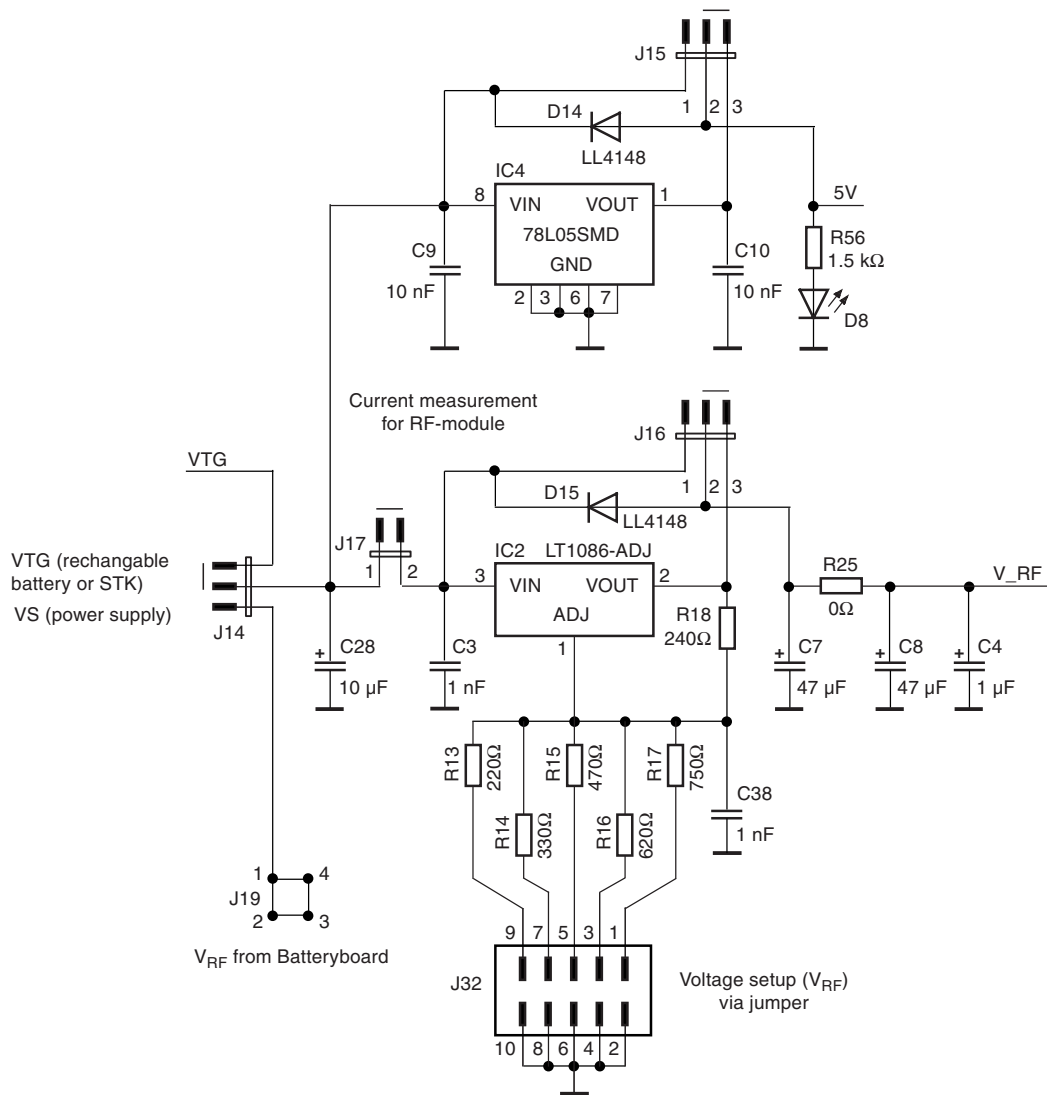 J15
1 2 3
D14
LL4148
IC4
8
VIN
VOUT
1
78L05SMD
GND
2 3 6 7
C9
10 nF
C10
10 nF
5V
R56
1.5 kΩ
D8
Current measurement
for RF-module
J16
1 2 3
VTG
D15
LL4148
J17
1 2
IC2
LT1086-ADJ
3
VIN
VOUT
2
ADJ
1
R18
240Ω
R25
0Ω
V_RF
VTG (rechangable
battery or STK)
VS (power supply)
J14
+
C28
10 µF
C3
1 nF
+
C7
47 µF
+
C8
47 µF
+
C4
1 µF
R13
220Ω
R14
330Ω
R15
470Ω
R16
620Ω
R17
750Ω
C38
1 nF
1 4
J19
2 3
VRF from Batteryboard
9 7 5 3 1
J32
10 8 6 4 2
Voltage setup (VRF)
via jumper